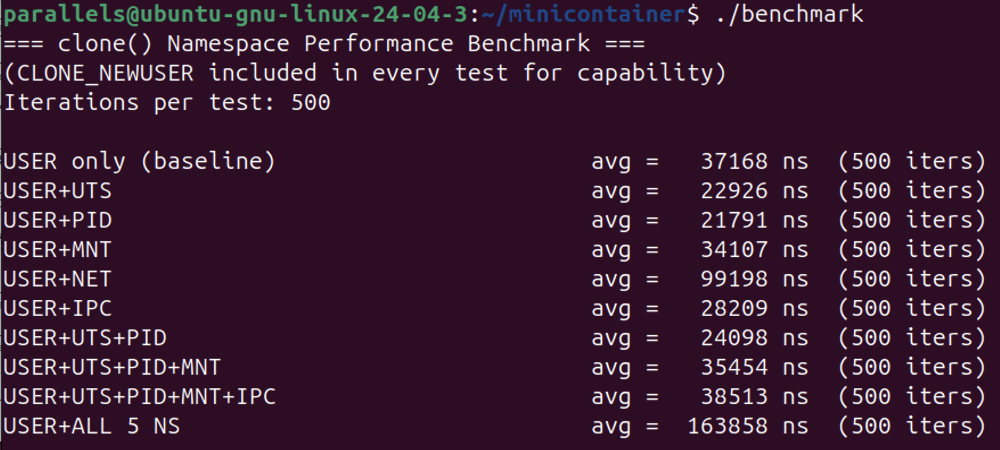 parallels@ubuntu-gnu-linux-24-04-3:~/minicontainer$ ./benchmark
=== clone() Namespace Performance Benchmark ===
(CLONE_NEWUSER included in every test for capability)
Iterations per test: 500
USER only (baseline) avg = 37168 ns (500 iters)
USER+UTS avg = 22926 ns (500 iters)
USER+PID avg = 21791 ns (500 iters)
USER+MNT avg = 34107 ns (500 iters)
USER+NET avg = 99198 ns (500 iters)
USER+IPC avg = 28209 ns (500 iters)
USER+UTS+PID avg = 24098 ns (500 iters)
USER+UTS+PID+MNT avg = 35454 ns (500 iters)
USER+UTS+PID+MNT+IPC avg = 38513 ns (500 iters)
USER+ALL 5 NS avg = 163858 ns (500 iters)